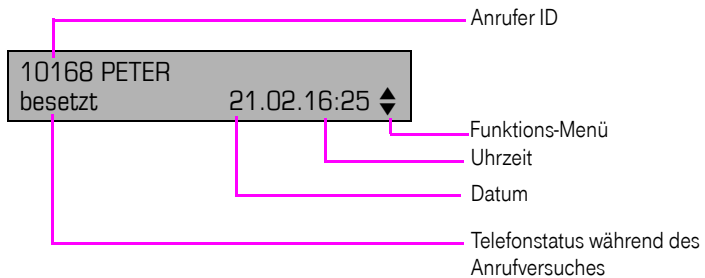 Anrufer ID
10168 PETER
besetzt 21.02.16:25
Funktions-Menü
Uhrzeit
Datum
Telefonstatus während des
Anrufversuches